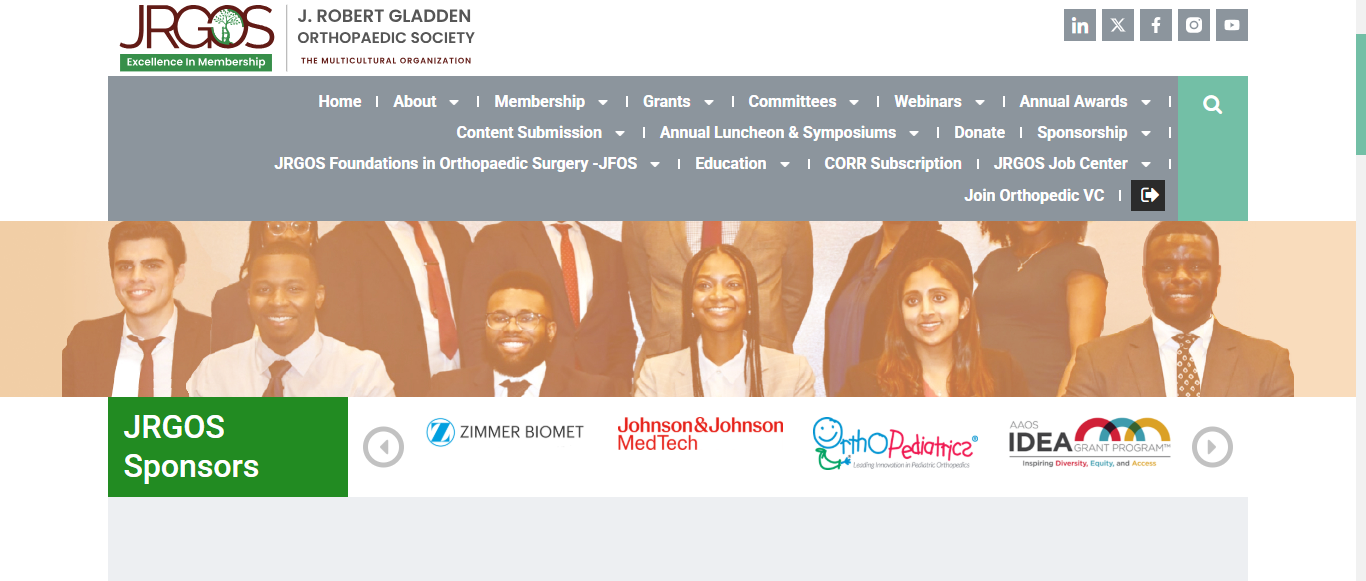 JRGOS
Excellence In Membership
J. ROBERT GLADDEN
ORTHOPAEDIC SOCIETY
THE MULTICULTURAL ORGANIZATION
Home | About | Membership | Grants | Committees | Webinars | Annual Awards |
Content Submission | Annual Luncheon & Symposiums | Donate | Sponsorship |
JRGOS Foundations in Orthopaedic Surgery -JFOS | Education | CORR Subscription | JRGOS Job Center |
Join Orthopedic VC |
JRGOS
Sponsors
ZIMMER BIOMET
Johnson&Johnson
MedTech
OrthOPediatrics®
Leading Innovation in Pediatric Orthopedics
AAOS
IDEA GRANT PROGRAM™
Inspiring Diversity, Equity, and Access